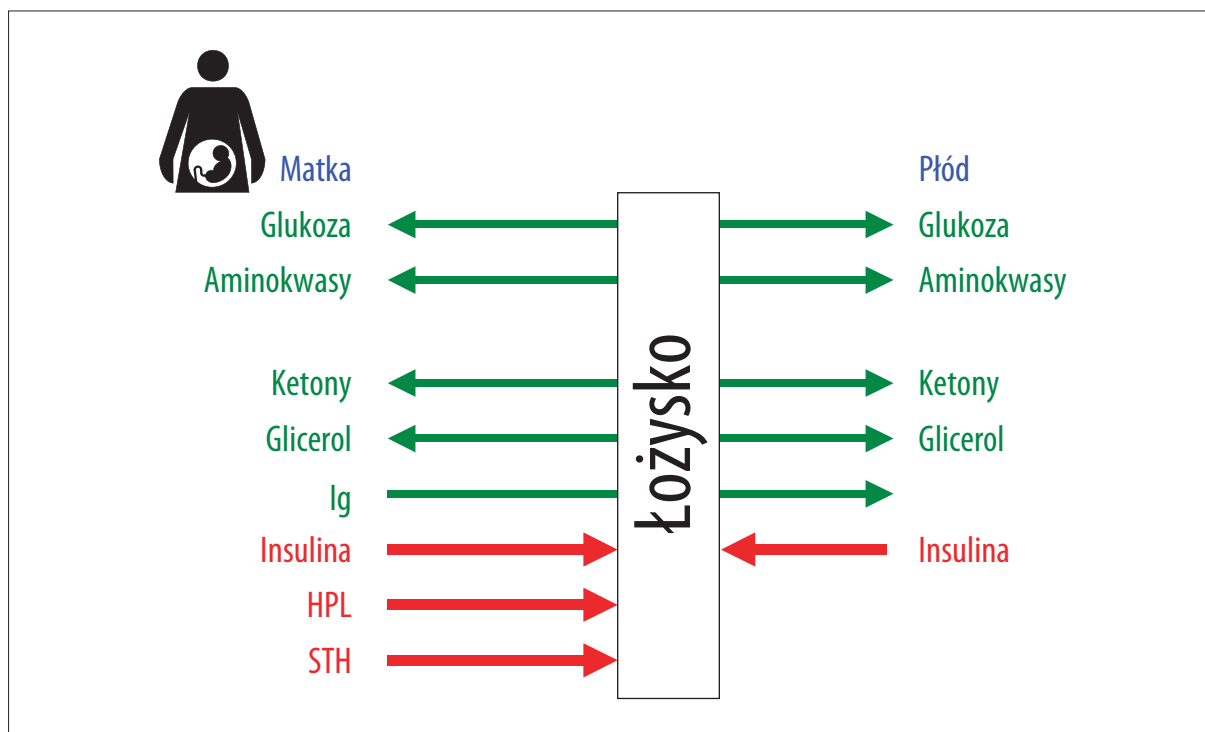 Matka Płód
Glukoza Glukoza
Aminokwasy Aminokwasy
Ketony Ketony
Glicerol Glicerol
Ig
Insulina Insulina
HPL
STH
Łożysko